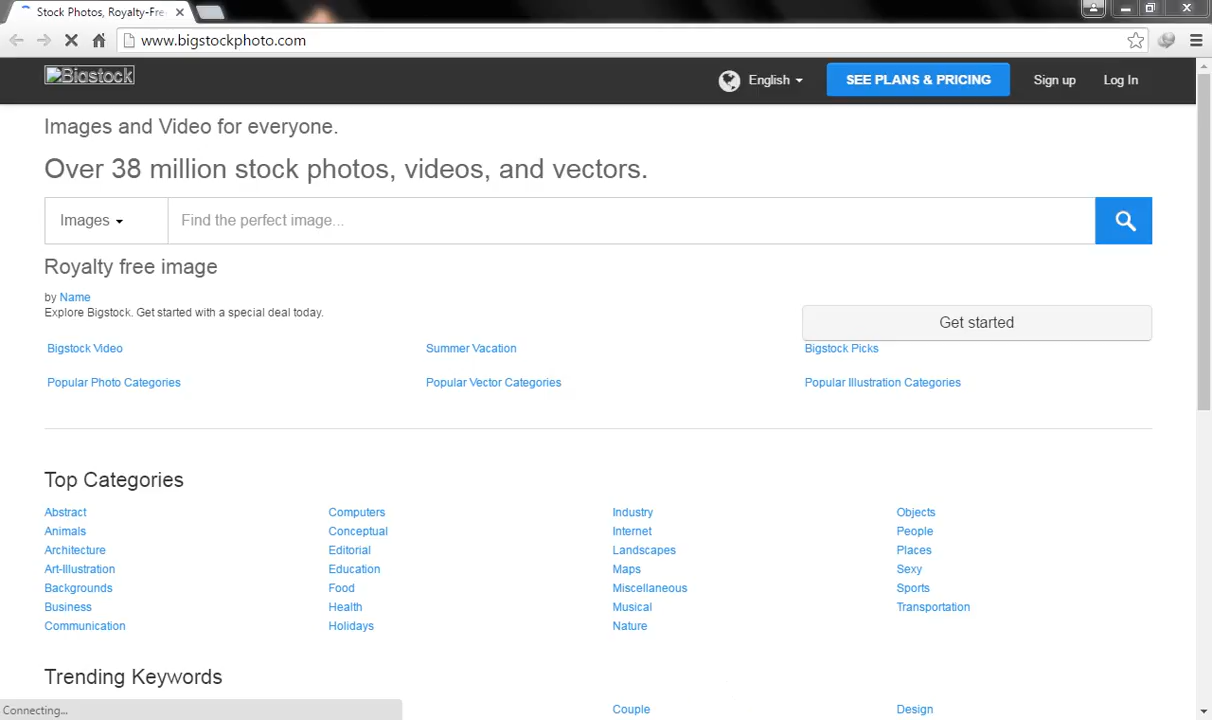 Stock Photos, Royalty-Fre
www.bigstockphoto.com
Bigstock
English
SEE PLANS & PRICING
Sign up
Log In
Images and Video for everyone.
Over 38 million stock photos, videos, and vectors.
Images
Find the perfect image...
Royalty free image
by Name
Explore Bigstock. Get started with a special deal today.
Get started
Bigstock Video
Summer Vacation
Bigstock Picks
Popular Photo Categories
Popular Vector Categories
Popular Illustration Categories
Top Categories
Abstract
Animals
Architecture
Art-Illustration
Backgrounds
Business
Communication
Computers
Conceptual
Editorial
Education
Food
Health
Holidays
Industry
Internet
Landscapes
Maps
Miscellaneous
Musical
Nature
Objects
People
Places
Sexy
Sports
Transportation
Trending Keywords
Couple
Design
Connecting...